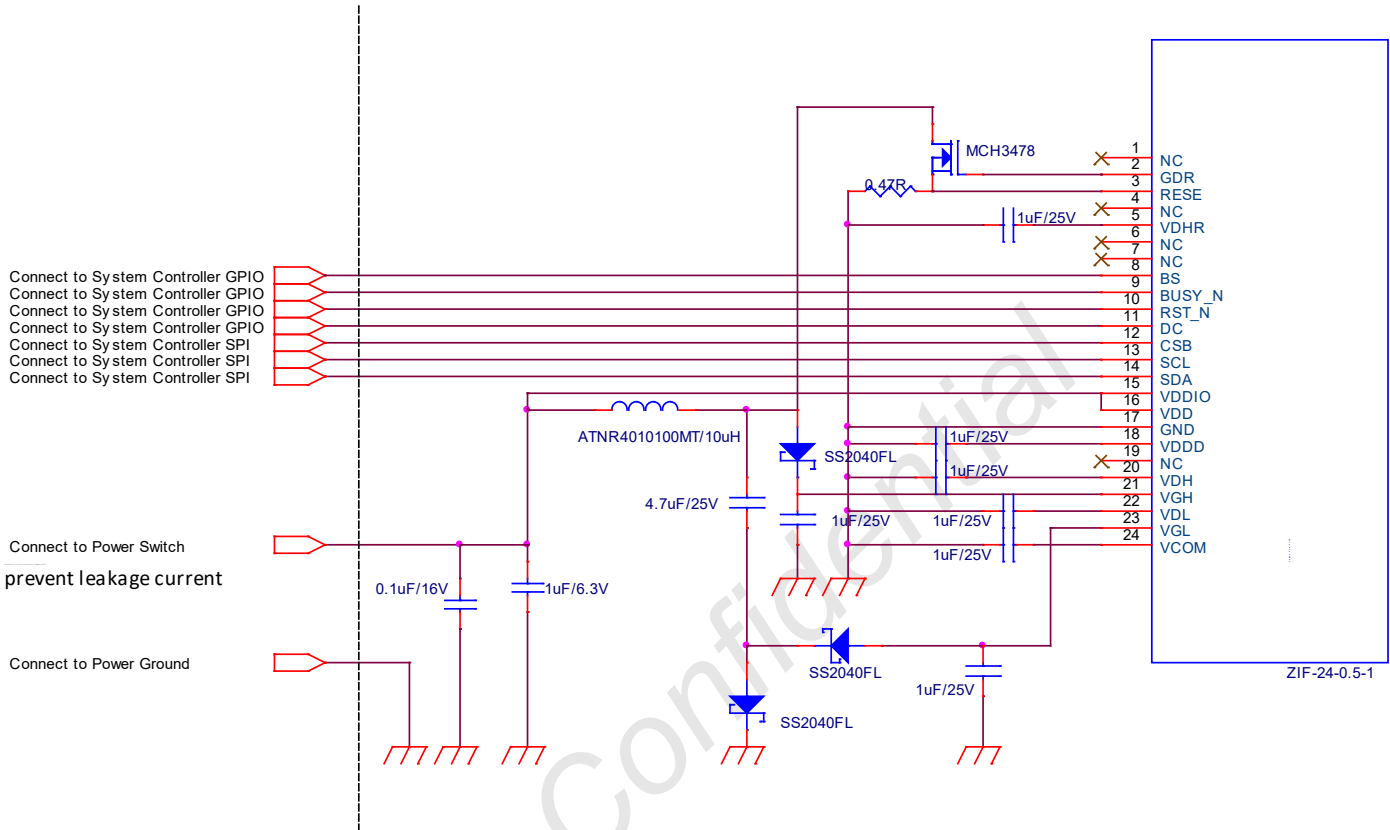 MCH3478
0.47R
1uF/25V
1
2
3
4
5
6
7
8
9
10
11
12
13
14
15
16
17
18
19
20
21
22
23
24
NC
GDR
RESE
NC
VDHR
NC
NC
BS
BUSY_N
RST_N
DC
CSB
SCL
SDA
VDDIO
VDD
GND
VDDD
NC
VDH
VGH
VDL
VGL
VCOM
Connect to System Controller GPIO
Connect to System Controller GPIO
Connect to System Controller GPIO
Connect to System Controller GPIO
Connect to System Controller SPI
Connect to System Controller SPI
Connect to System Controller SPI
ATNR4010100MT/10uH
SS2040FL
1uF/25V
1uF/25V
4.7uF/25V
1uF/25V
1uF/25V
1uF/25V
Connect to Power Switch
prevent leakage current
0.1uF/16V
1uF/6.3V
Connect to Power Ground
SS2040FL
1uF/25V
SS2040FL
ZIF-24-0.5-1
Confidential